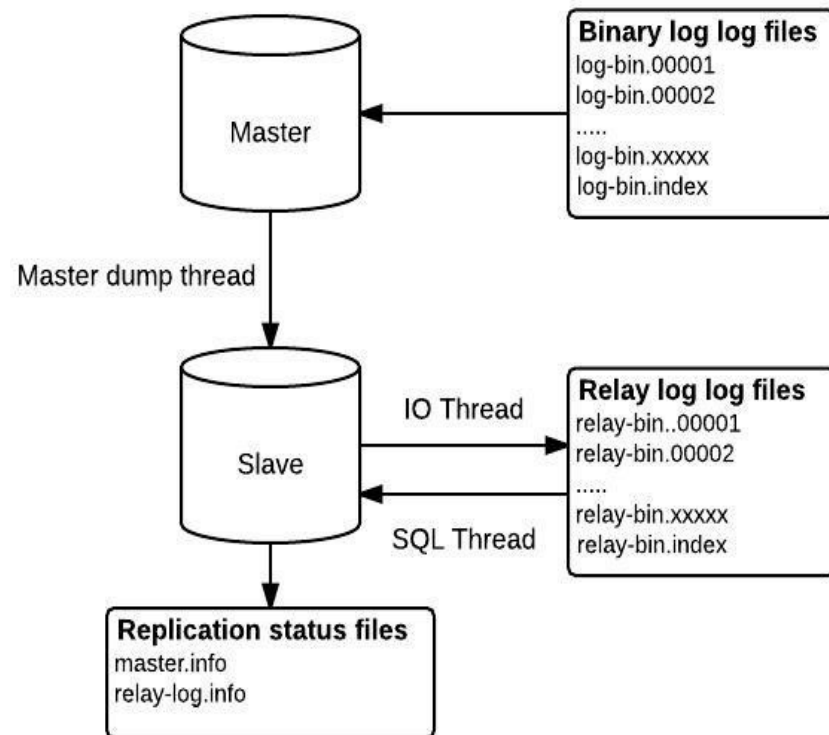 Binary log log files
log-bin.00001
log-bin.00002
.....
log-bin.xxxxx
log-bin.index
Master
Master dump thread
Slave
IO Thread
SQL Thread
Relay log log files
relay-bin..00001
relay-bin.00002
.....
relay-bin.xxxxx
relay-bin.index
Replication status files
master.info
relay-log.info